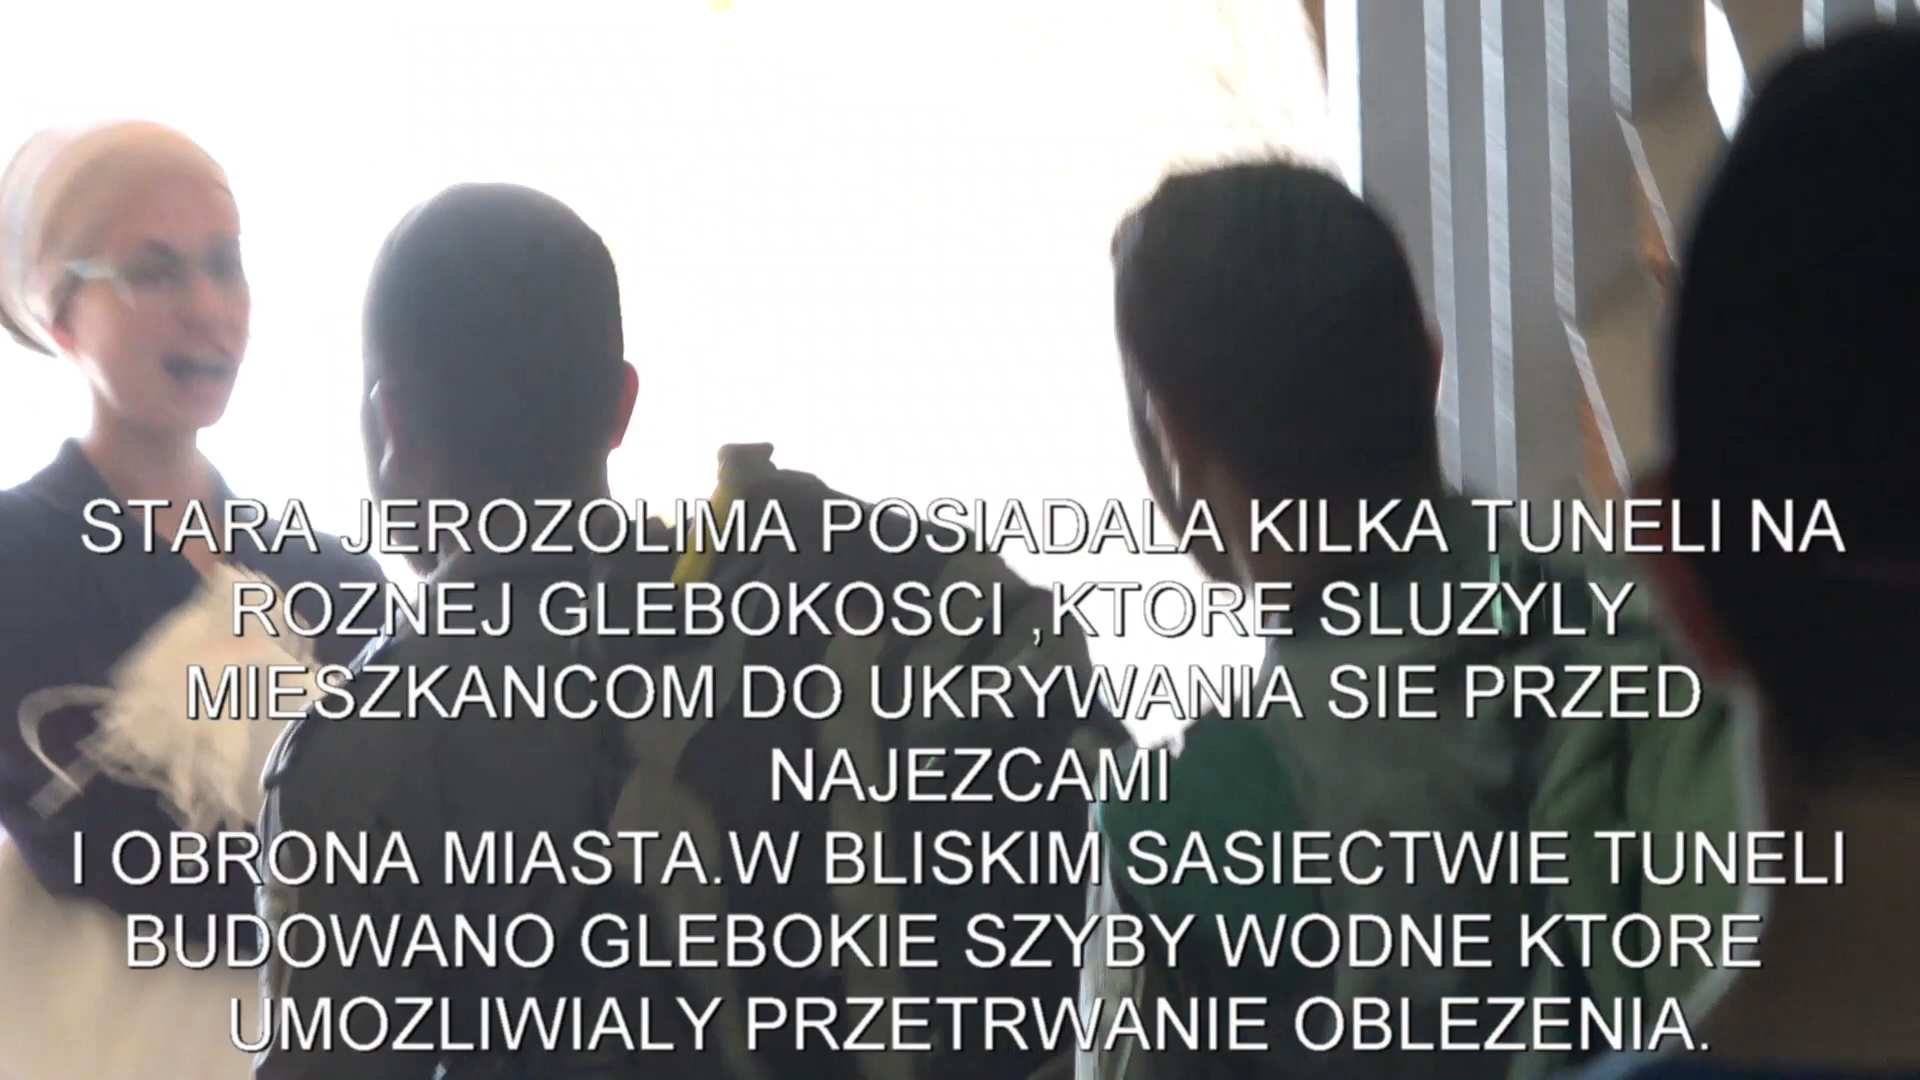 STARA JEROZOLIMA POSIADALA KILKA TUNELI NA
ROZNEJ GLEBOKOSCI ,KTORE SLUZYLY
MIESZKANCOM DO UKRYWANIA SIE PRZED
NAJEZCAMI
I OBRONA MIASTA.W BLISKIM SASIECTWIE TUNELI
BUDOWANO GLEBOKIE SZYBY WODNE KTORE
UMOZLIWIALY PRZETRWANIE OBLEZENIA.